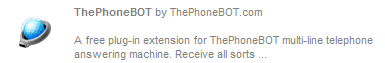 ThePhoneBOT by ThePhoneBOT.com
A free plug-in extension for ThePhoneBOT multi-line telephone
answering machine. Receive all sorts ...